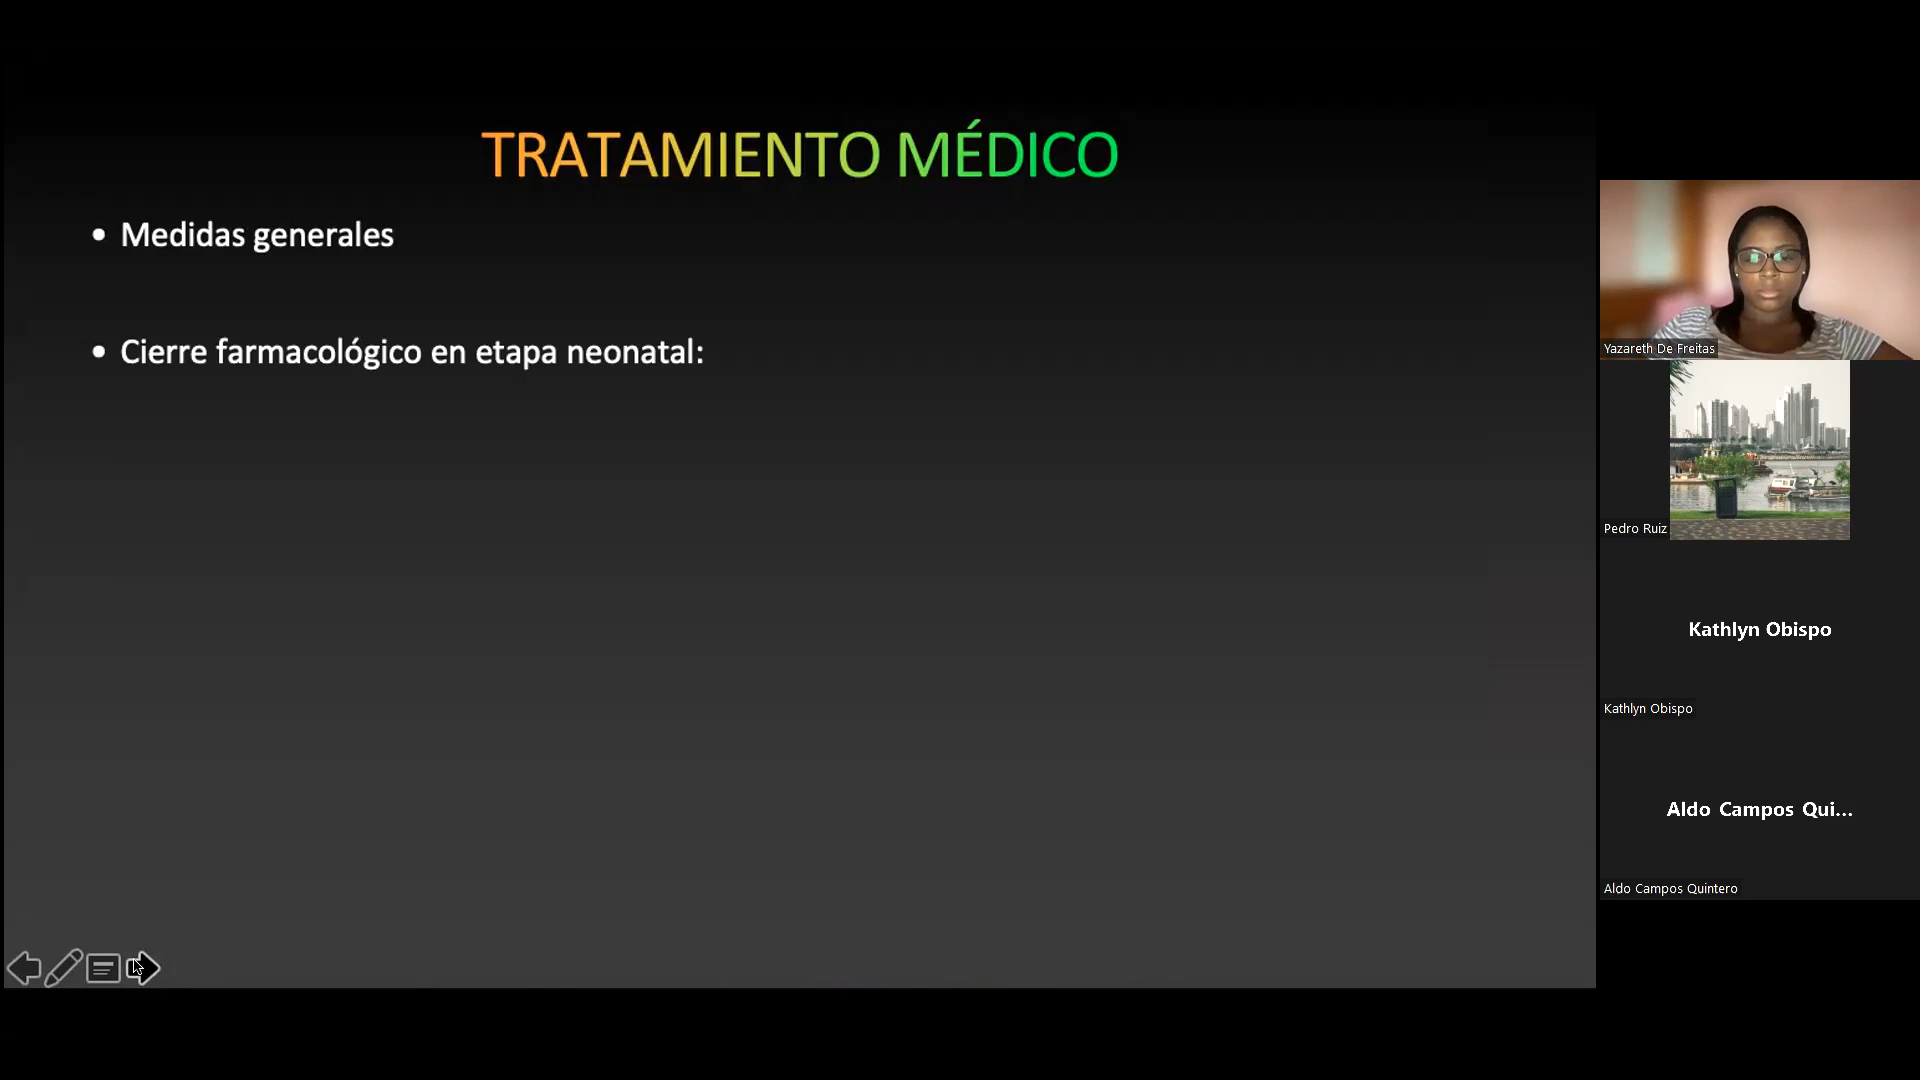 TRATAMIENTO MÉDICO
• Medidas generales
• Cierre farmacológico en etapa neonatal:
Yazareth De Freitas
Pedro Ruiz
Kathlyn Obispo
Kathlyn Obispo
Aldo Campos Qui...
Aldo Campos Quintero